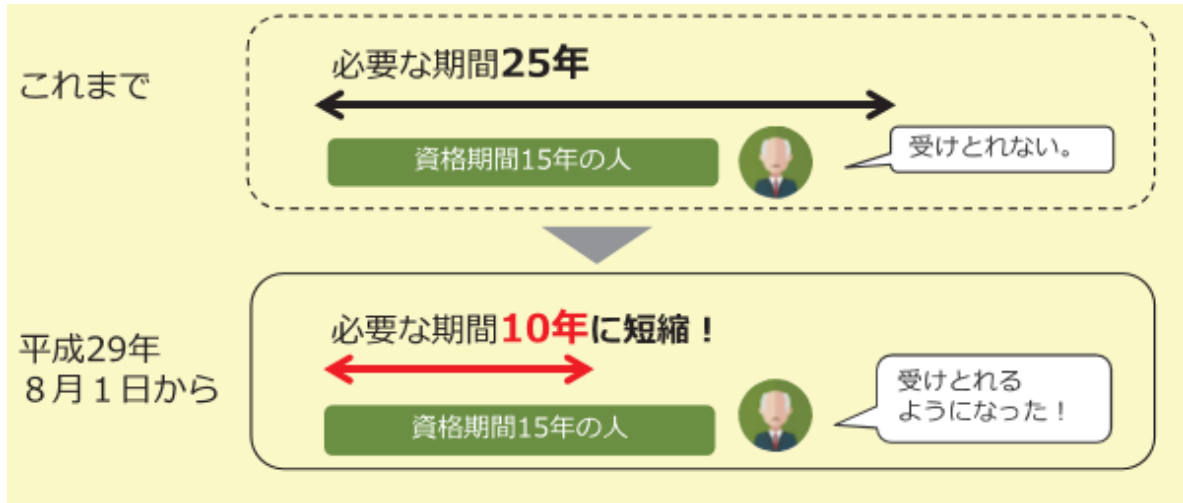 これまで
必要な期間25年
資格期間15年の人
受けとれない。
平成29年
８月１日から
必要な期間10年に短縮！
資格期間15年の人
受けとれる
ようになった！